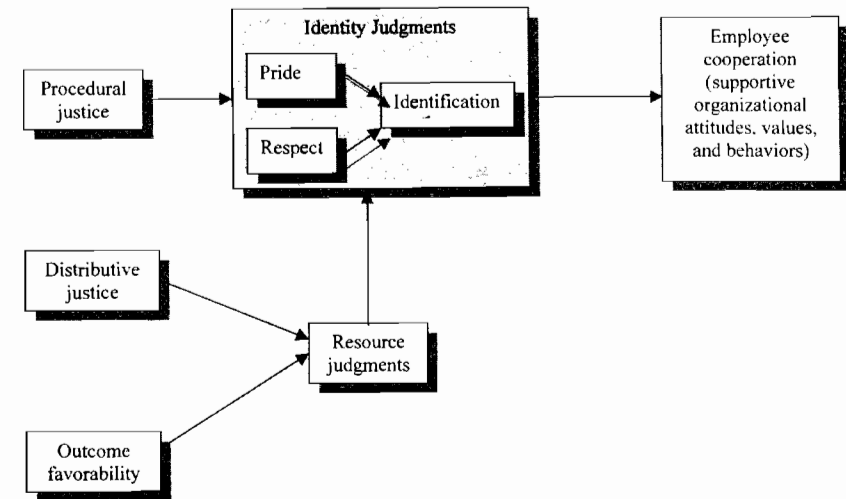 Identity Judgments
Pride
Identification
Respect
Procedural
justice
Employee
cooperation
(supportive
organizational
attitudes, values,
and behaviors)
Distributive
justice
Resource
judgments
Outcome
favorability